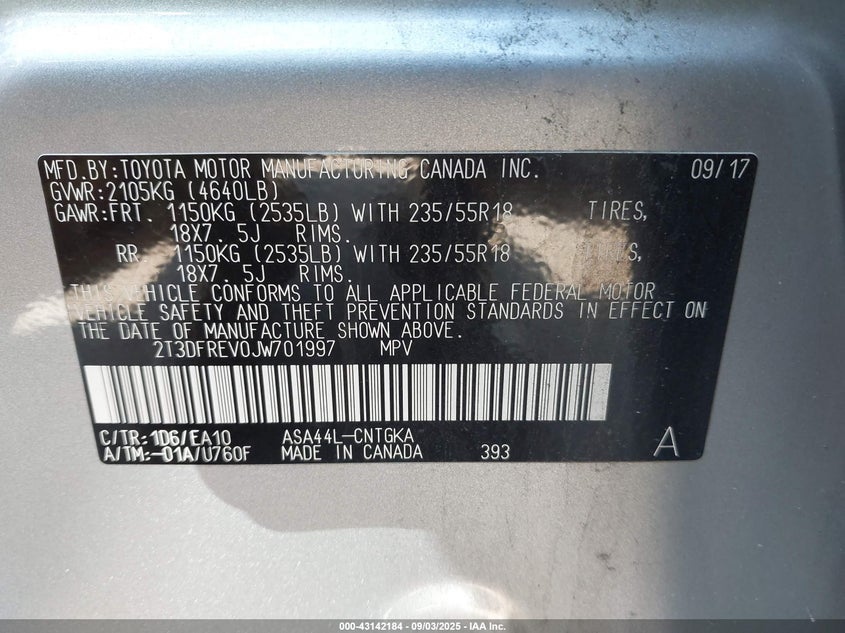 MFD.BY:TOYOTA MOTOR MANUFACTURING CANADA INC. 09/17
GVWR:2105KG (4640LB)
GAWR:FRT. 1150KG (2535LB) WITH 235/55R18 TIRES,
18X7. 5J RIMS.
RR. 1150KG (2535LB) WITH 235/55R18 TIRES,
18X7. 5J RIMS.
THIS VEHICLE CONFORMS TO ALL APPLICABLE FEDERAL MOTOR
VEHICLE SAFETY AND THEFT PREVENTION STANDARDS IN EFFECT ON
THE DATE OF MANUFACTURE SHOWN ABOVE.
2T3DFREV0JW701997 MPV
C/TR:1D6/EA10 ASA44L-CNTGKA A
A/TM:-01A/U760F MADE IN CANADA 393
000-43142184 - 09/03/2025 - IAA Inc.